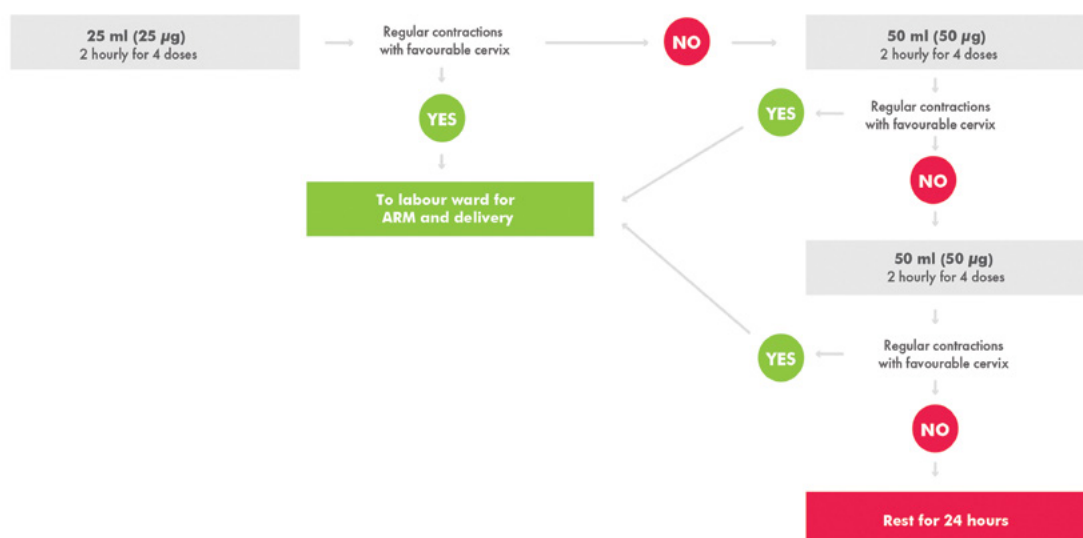 25 ml (25 µg)
2 hourly for 4 doses
Regular contractions
with favourable cervix
NO
50 ml (50 µg)
2 hourly for 4 doses
YES
YES
Regular contractions
with favourable cervix
NO
To labour ward for
ARM and delivery
50 ml (50 µg)
2 hourly for 4 doses
YES
Regular contractions
with favourable cervix
NO
Rest for 24 hours